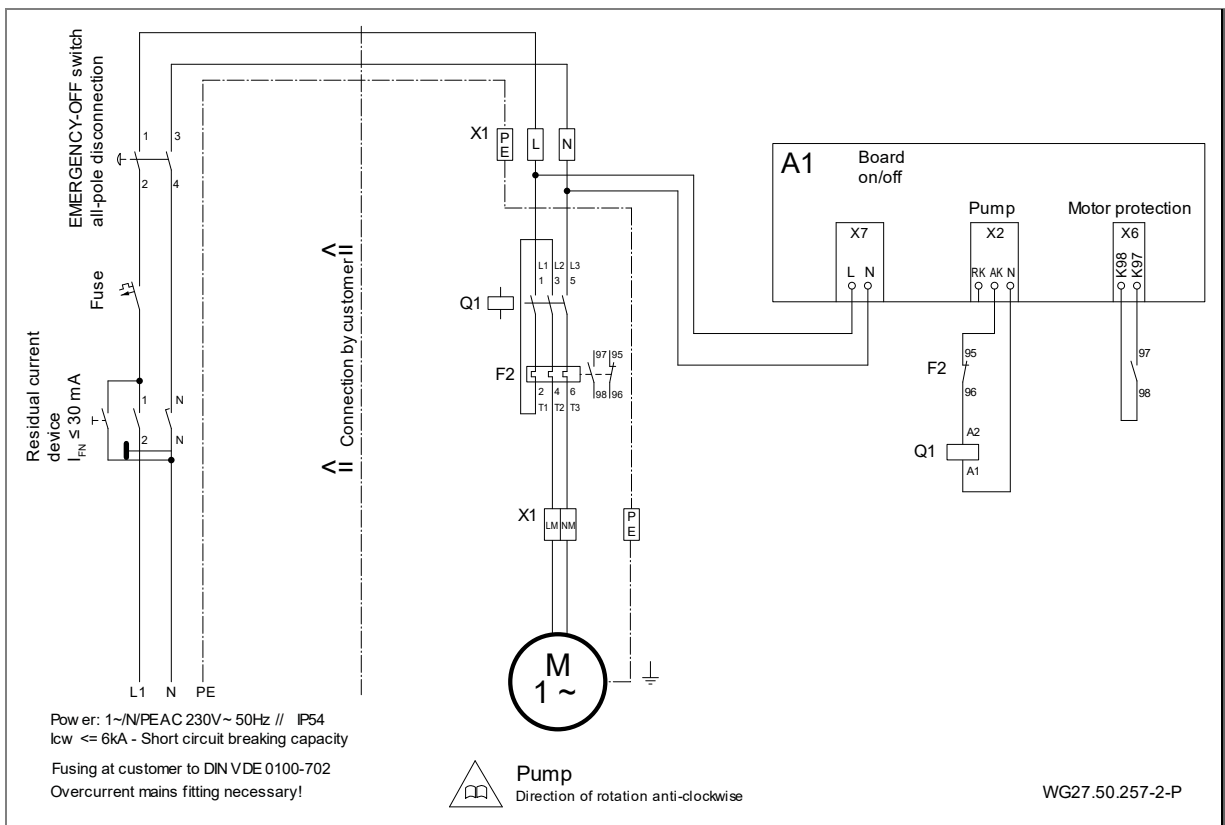 EMERGENCY-OFF switch
all-pole disconnection
1
3
2
4
Fuse
Residual current
device
I_FN ≤ 30 mA
1
N
2
N
L1 N PE
<= Connection by customer <=
X1
PE
L
N
Q1
L1 L2 L3
1 3 5
F2
97 95
98 96
2 4 6
T1 T2 T3
X1
LM NM
PE
M
1 ~
A1
Board
on/off
Pump
Motor protection
X7
X2
X6
L N
RK AK N
K98 K97
F2
95
96
97
98
Q1
A2
A1
Power: 1~/N/PE AC 230V~ 50Hz // IP54
Icw <= 6kA - Short circuit breaking capacity
Fusing at customer to DIN VDE 0100-702
Overcurrent mains fitting necessary!
Pump
Direction of rotation anti-clockwise
WG27.50.257-2-P